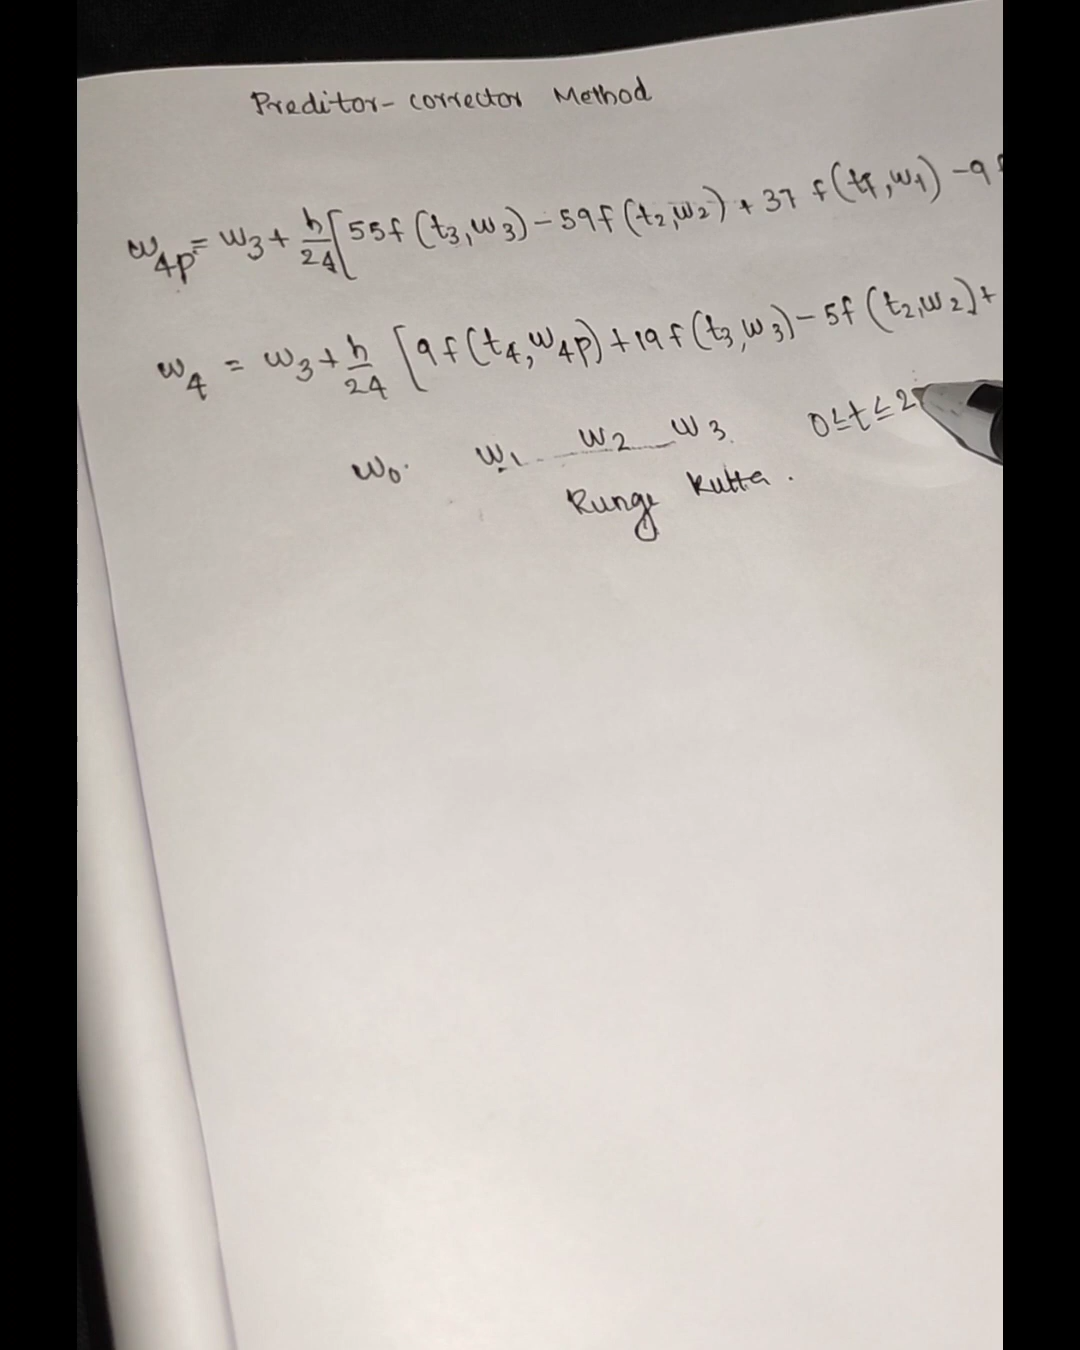 Preditor- corrector Method
w4p = w3 + h/24 [55f (t3, w3) - 59f (t2, w2) + 37 f(t1, w1) - 9
w4 = w3 + h/24 [9f(t4, w4p) + 19f(t3, w3) - 5f (t2, w2) +
w0. w1 w2 w3. 0≤t≤2
Runge Kutta.